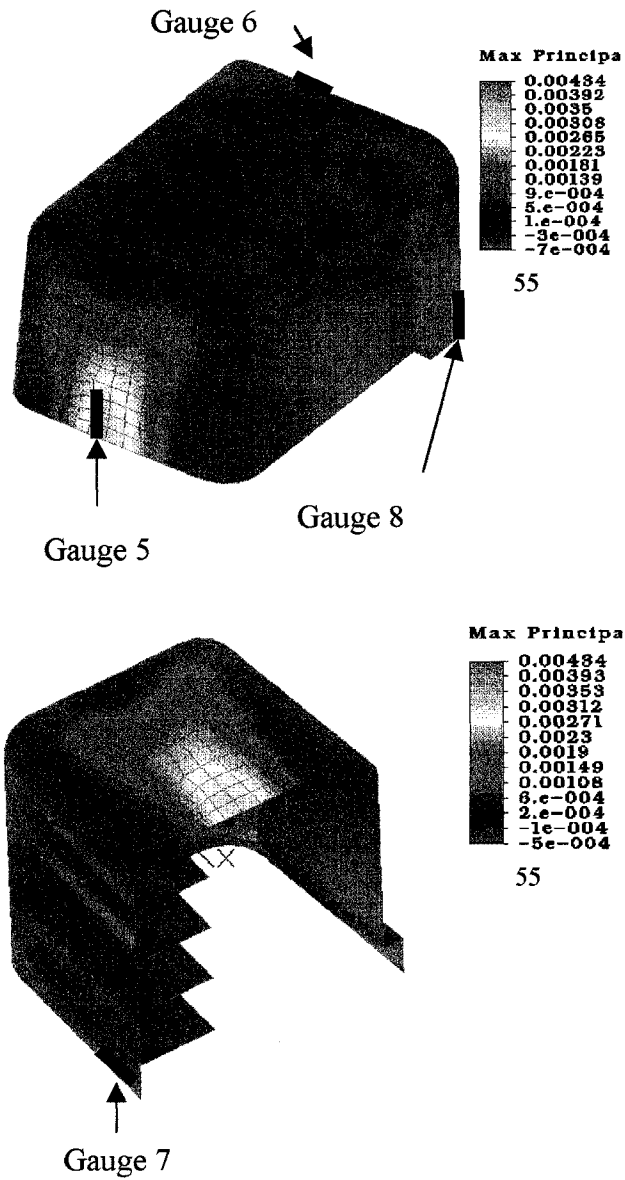 Gauge 6
Max Principa
0.00434
0.00392
0.0035
0.00308
0.00265
0.00223
0.00181
0.00139
9.e-004
5.e-004
1.e-004
-3e-004
-7e-004
55
Gauge 8
Gauge 5
Max Principa
0.00434
0.00393
0.00353
0.00312
0.00271
0.0023
0.0019
0.00149
0.00108
6.e-004
2.e-004
-1e-004
-5e-004
55
X
Gauge 7